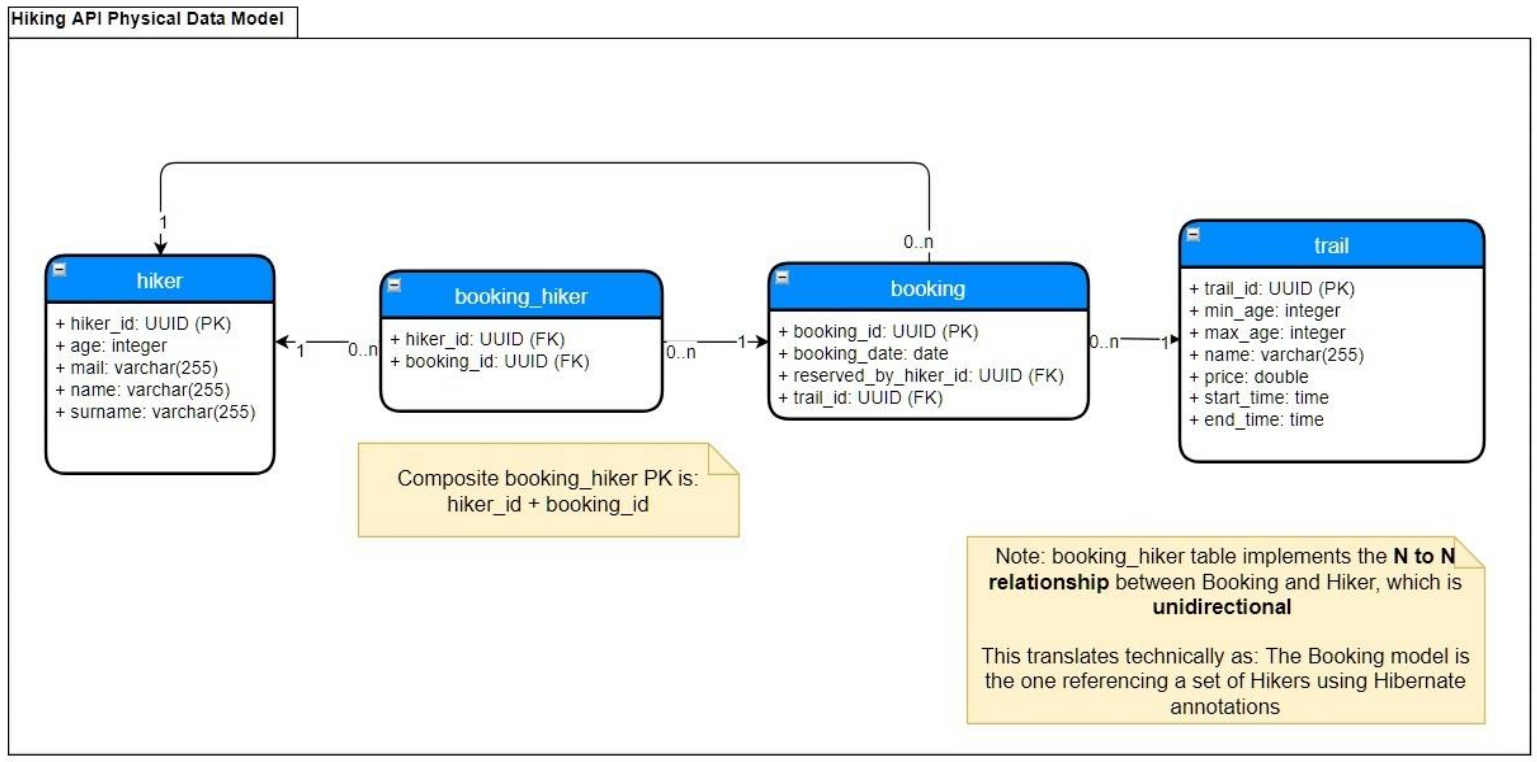 Hiking API Physical Data Model
1
0..n
hiker
+ hiker_id: UUID (PK)
+ age: integer
+ mail: varchar(255)
+ name: varchar(255)
+ surname: varchar(255)
1
0..n
booking_hiker
+ hiker_id: UUID (FK)
+ booking_id: UUID (FK)
0..n
1
booking
+ booking_id: UUID (PK)
+ booking_date: date
+ reserved_by_hiker_id: UUID (FK)
+ trail_id: UUID (FK)
0..n
1
trail
+ trail_id: UUID (PK)
+ min_age: integer
+ max_age: integer
+ name: varchar(255)
+ price: double
+ start_time: time
+ end_time: time
Composite booking_hiker PK is:
hiker_id + booking_id
Note: booking_hiker table implements the N to N
relationship between Booking and Hiker, which is
unidirectional
This translates technically as: The Booking model is
the one referencing a set of Hikers using Hibernate
annotations